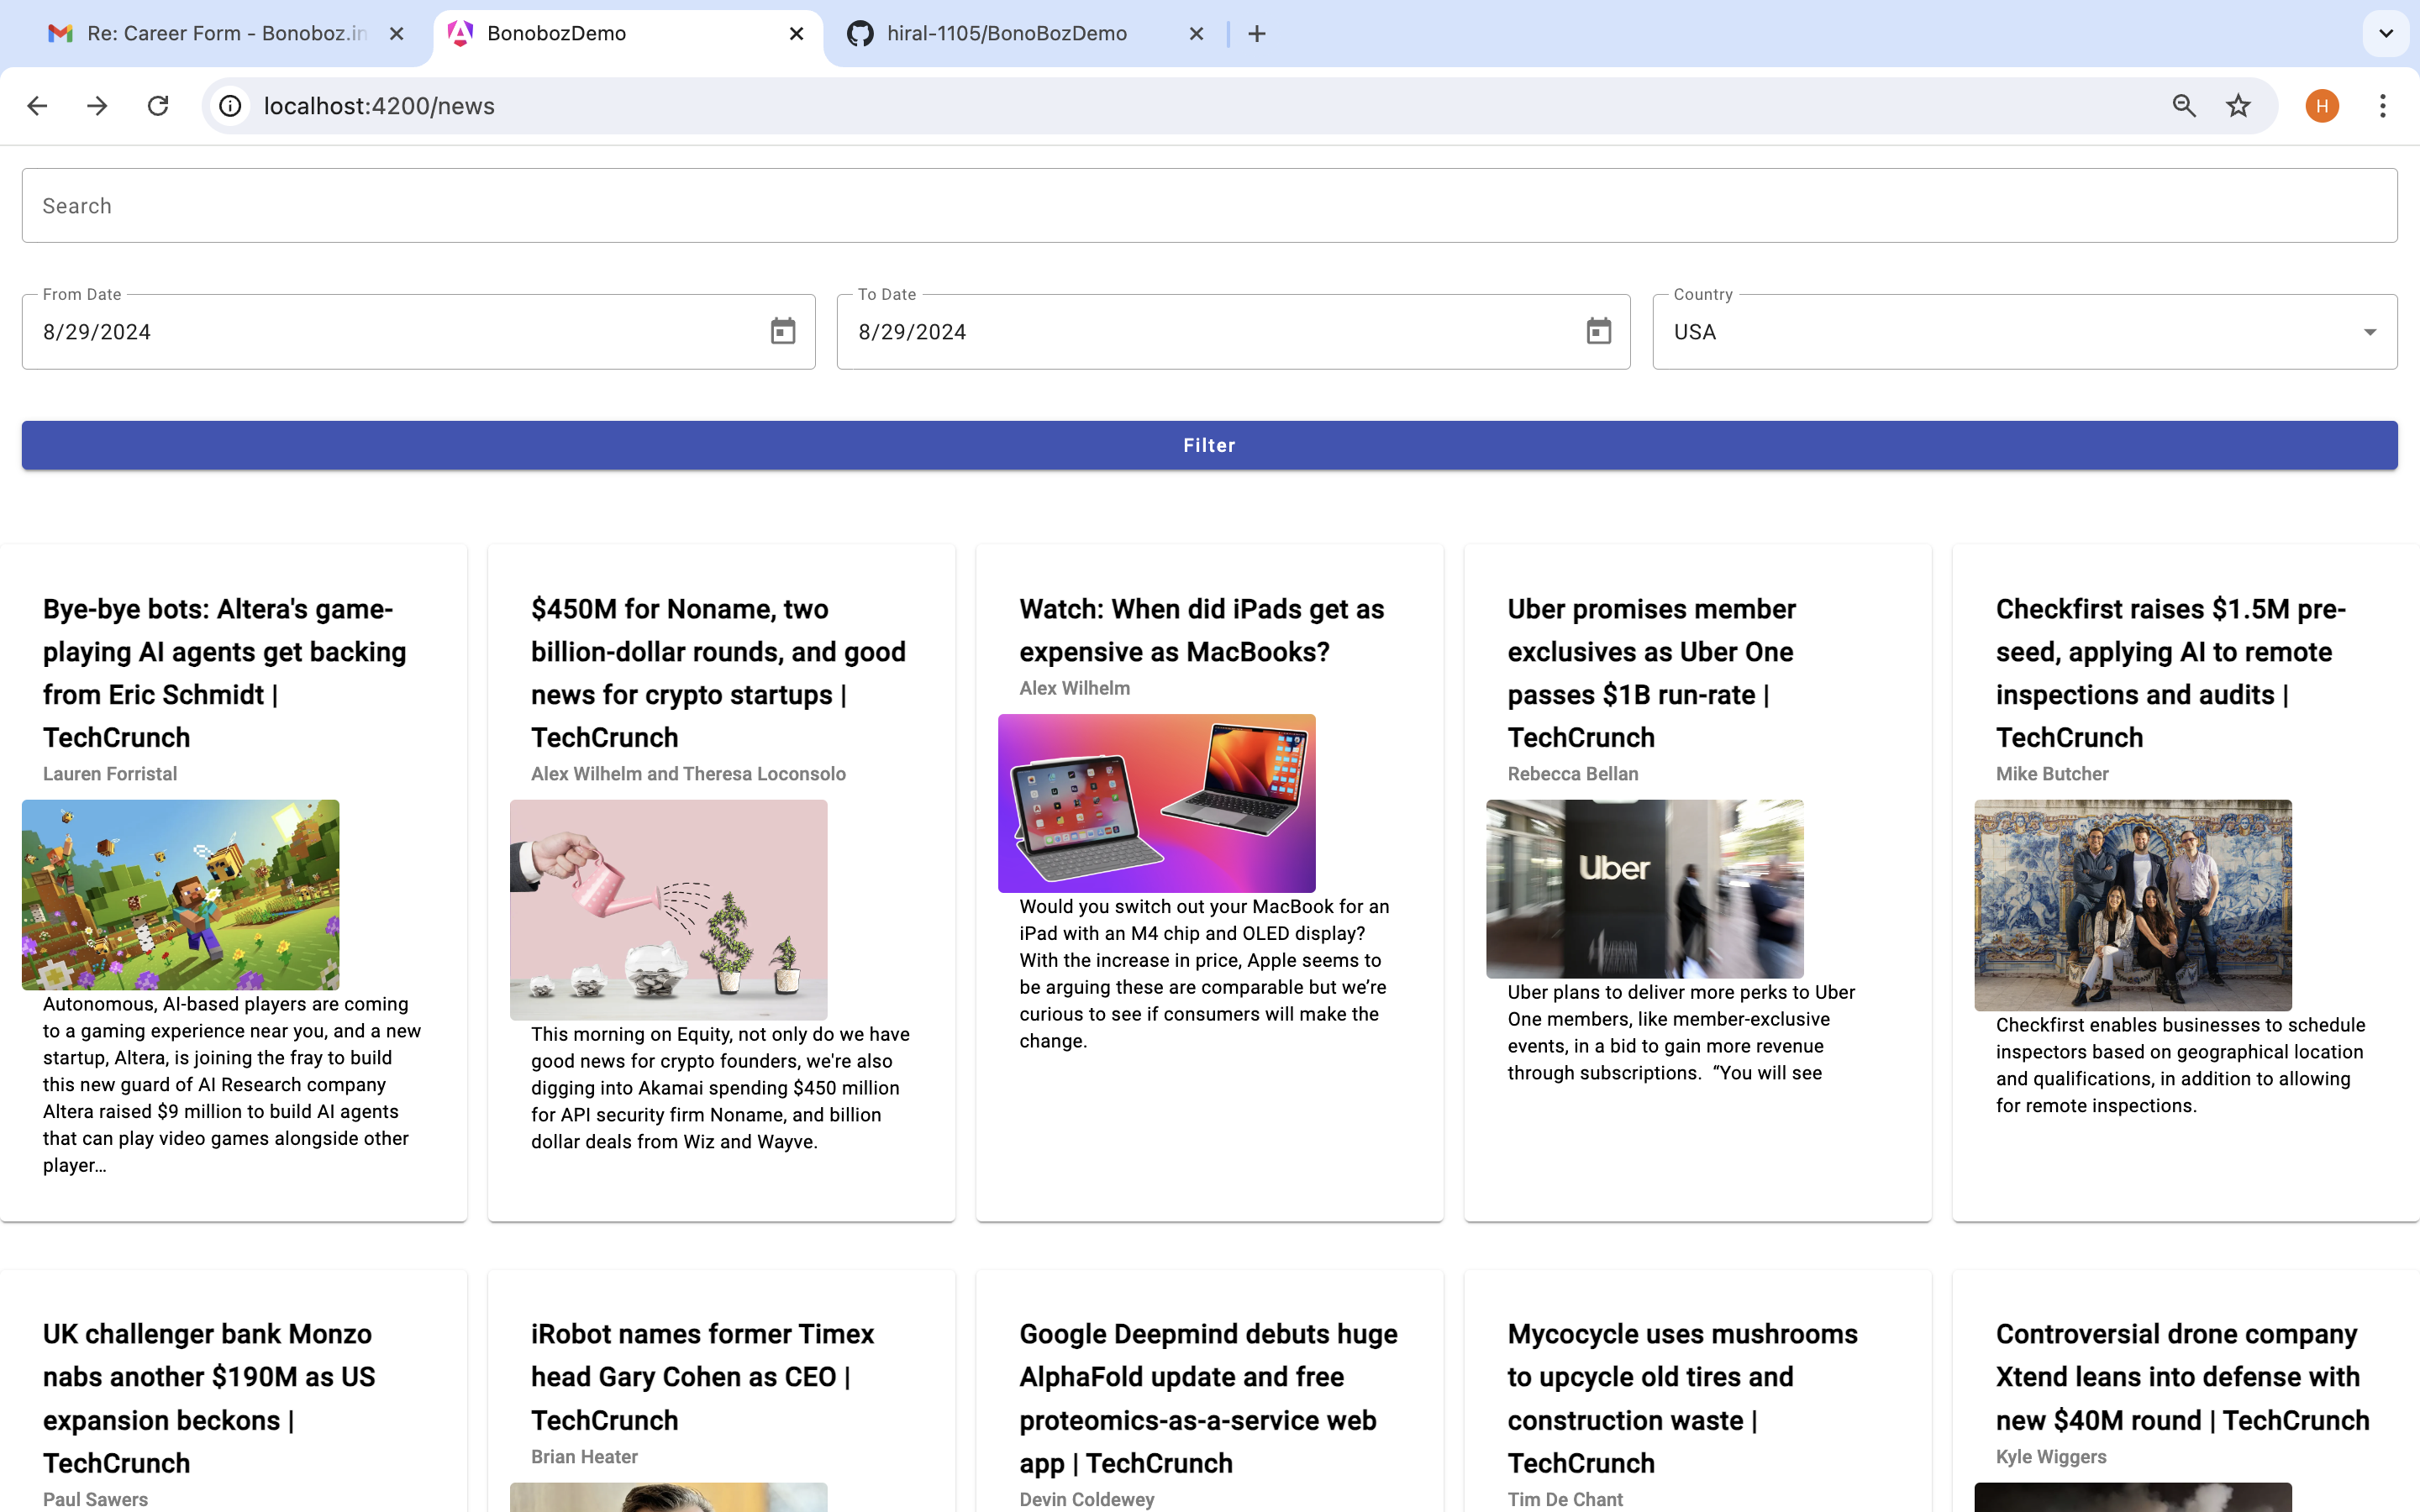 Re: Career Form - Bonoboz.in
BonobozDemo
hiral-1105/BonoBozDemo
localhost:4200/news
H
Search
From Date
8/29/2024
To Date
8/29/2024
Country
USA
Filter
Bye-bye bots: Altera's game-
playing AI agents get backing
from Eric Schmidt |
TechCrunch
Lauren Forristal
Autonomous, AI-based players are coming
to a gaming experience near you, and a new
startup, Altera, is joining the fray to build
this new guard of AI Research company
Altera raised $9 million to build AI agents
that can play video games alongside other
player…
$450M for Noname, two
billion-dollar rounds, and good
news for crypto startups |
TechCrunch
Alex Wilhelm and Theresa Loconsolo
This morning on Equity, not only do we have
good news for crypto founders, we're also
digging into Akamai spending $450 million
for API security firm Noname, and billion
dollar deals from Wiz and Wayve.
Watch: When did iPads get as
expensive as MacBooks?
Alex Wilhelm
Would you switch out your MacBook for an
iPad with an M4 chip and OLED display?
With the increase in price, Apple seems to
be arguing these are comparable but we’re
curious to see if consumers will make the
change.
Uber promises member
exclusives as Uber One
passes $1B run-rate |
TechCrunch
Rebecca Bellan
Uber
Uber plans to deliver more perks to Uber
One members, like member-exclusive
events, in a bid to gain more revenue
through subscriptions.  “You will see
Checkfirst raises $1.5M pre-
seed, applying AI to remote
inspections and audits |
TechCrunch
Mike Butcher
Checkfirst enables businesses to schedule
inspectors based on geographical location
and qualifications, in addition to allowing
for remote inspections.
UK challenger bank Monzo
nabs another $190M as US
expansion beckons |
TechCrunch
Paul Sawers
iRobot names former Timex
head Gary Cohen as CEO |
TechCrunch
Brian Heater
Google Deepmind debuts huge
AlphaFold update and free
proteomics-as-a-service web
app | TechCrunch
Devin Coldewey
Mycocycle uses mushrooms
to upcycle old tires and
construction waste |
TechCrunch
Tim De Chant
Controversial drone company
Xtend leans into defense with
new $40M round | TechCrunch
Kyle Wiggers